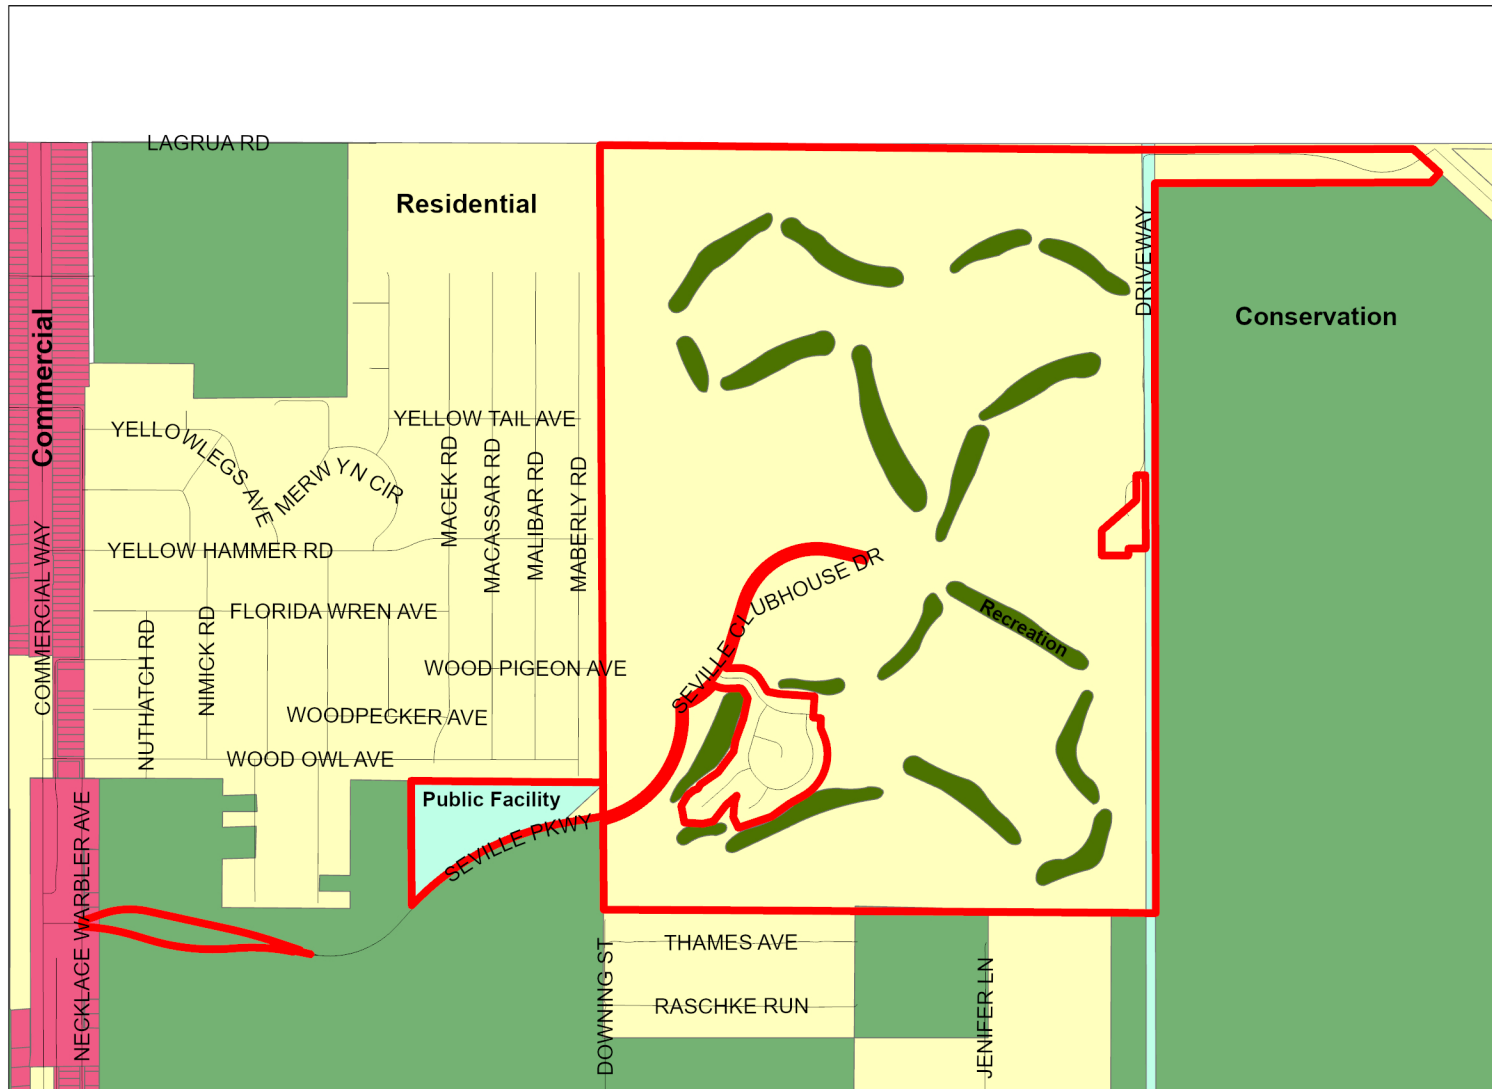 LAGRUA RD
Residential
DRIVEWAY
Conservation
Commercial
YELLOW TAIL AVE
YELLOWLEGS AVE
MERWYN CIR
MACEK RD
MACASSAR RD
MALIBAR RD
MABERLY RD
COMMERCIAL WAY
YELLOW HAMMER RD
SEVILLE CLUBHOUSE DR
FLORIDA WREN AVE
Recreation
NUTHATCH RD
NIMICK RD
WOOD PIGEON AVE
WOODPECKER AVE
WOOD OWL AVE
Public Facility
SEVILLE PKWY
NECKLACE WARBLER AVE
THAMES AVE
DOWNING ST
RASCHKE RUN
JENIFER LN